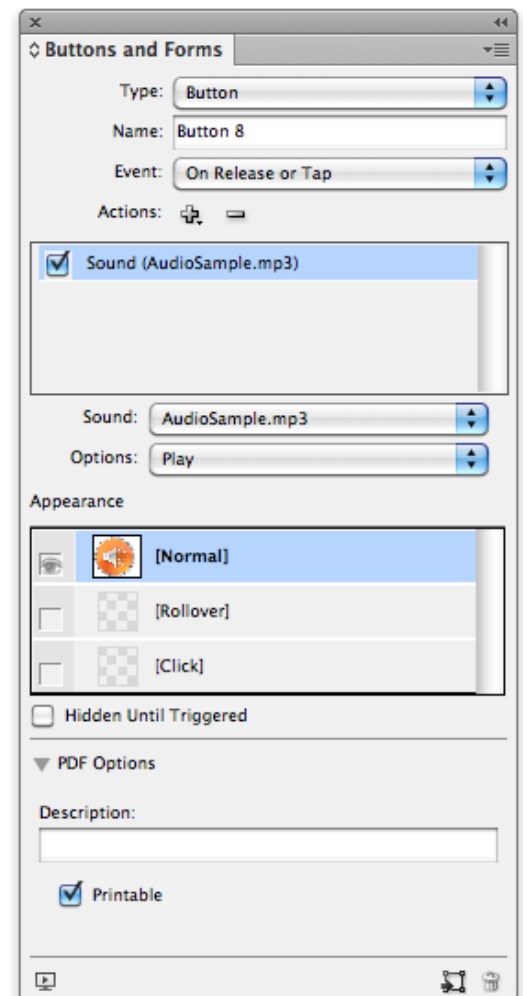 Buttons and Forms
Type: Button
Name: Button 8
Event: On Release or Tap
Actions:
Sound (AudioSample.mp3)
Sound: AudioSample.mp3
Options: Play
Appearance
[Normal]
[Rollover]
[Click]
Hidden Until Triggered
PDF Options
Description:
Printable